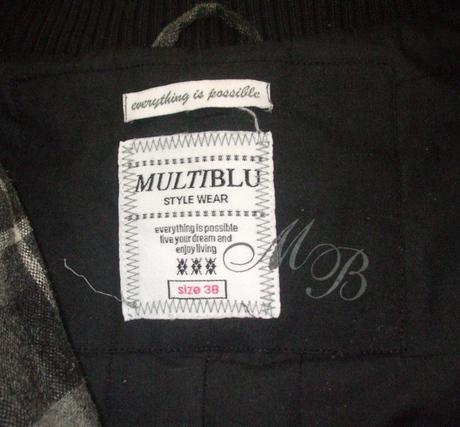 everything is possible
MULTIBLU
STYLE WEAR
everything is possible
live your dream and
enjoy living
size 38
MB